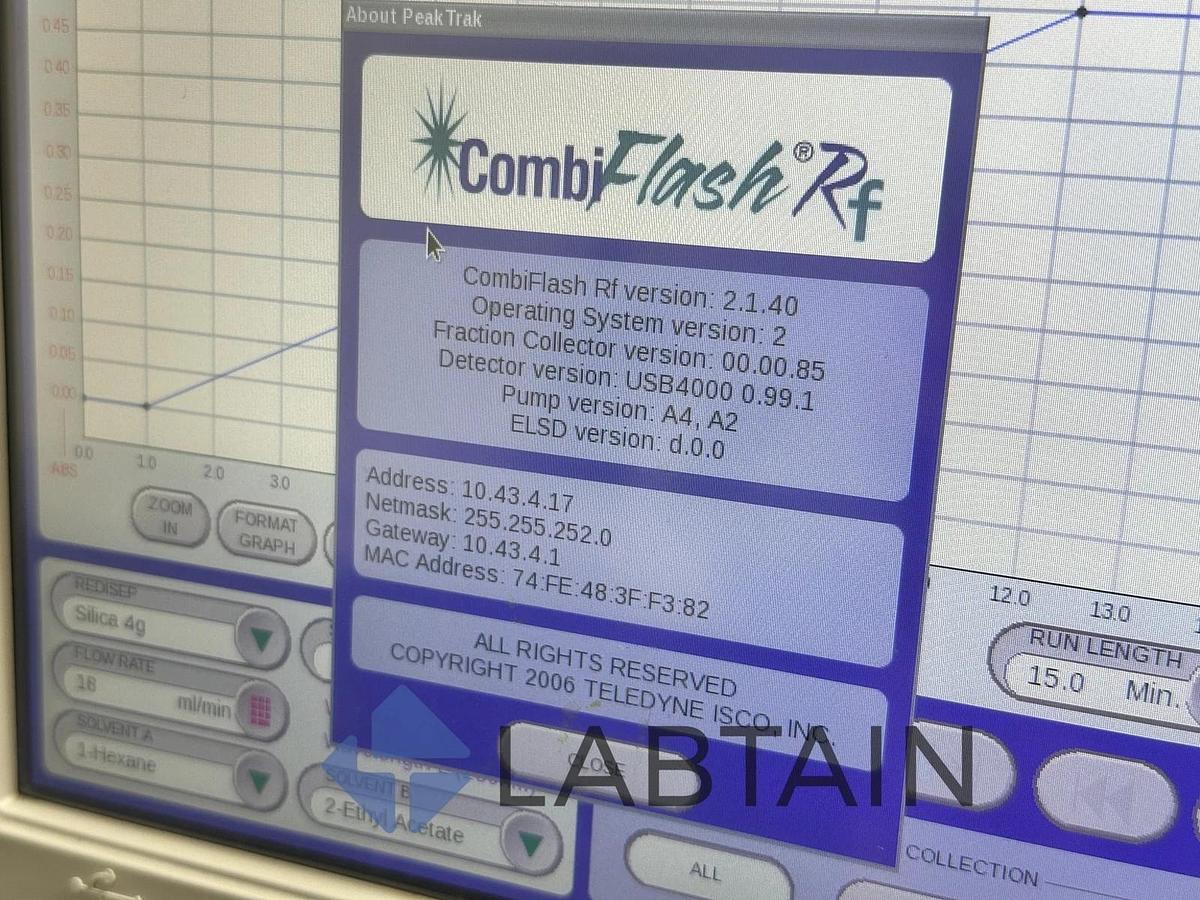 About PeakTrak
CombiFlash® Rf
CombiFlash Rf version: 2.1.40
Operating System version: 2
Fraction Collector version: 00.00.85
Detector version: USB4000 0.99.1
Pump version: A4, A2
ELSD version: d.0.0
Address: 10.43.4.17
Netmask: 255.255.252.0
Gateway: 10.43.4.1
MAC Address: 74:FE:48:3F:F3:82
ALL RIGHTS RESERVED
COPYRIGHT 2006 TELEDYNE ISCO, INC.
CLOSE
0.45
0.40
0.35
0.30
0.25
0.20
0.15
0.10
0.05
0.00
ABS
0.0 1.0 2.0 3.0
12.0 13.0
ZOOM
IN
FORMAT
GRAPH
REDISEP
Silica 4g
FLOW RATE
18 ml/min
SOLVENT A
1-Hexane
SOLVENT B
2-Ethyl Acetate
RUN LENGTH
15.0 Min.
ALL
COLLECTION
LABTAIN